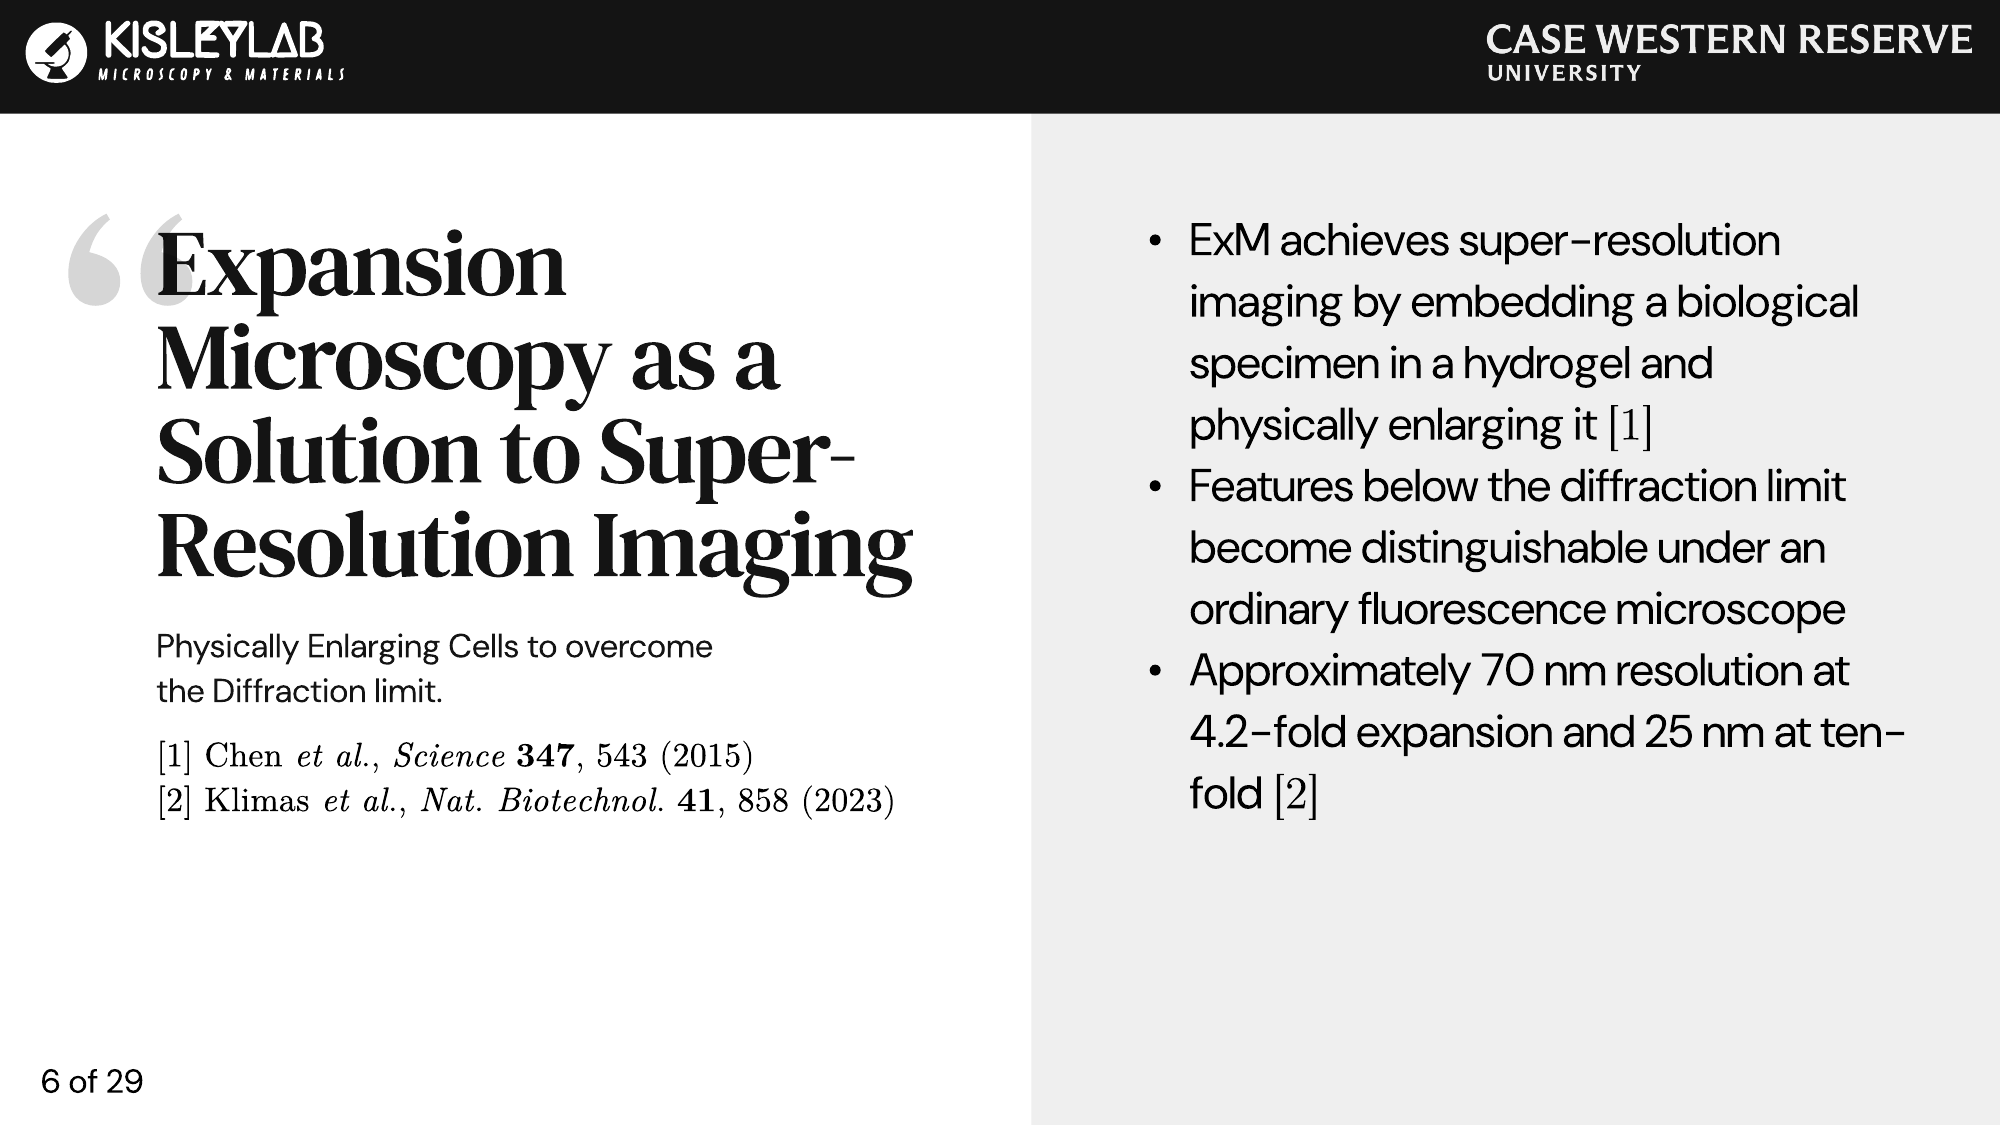 KISLEYLAB
MICROSCOPY & MATERIALS
CASE WESTERN RESERVE
UNIVERSITY
“
Expansion
Microscopy as a
Solution to Super-
Resolution Imaging
Physically Enlarging Cells to overcome
the Diffraction limit.
[1] Chen et al., Science 347, 543 (2015)
[2] Klimas et al., Nat. Biotechnol. 41, 858 (2023)
• ExM achieves super-resolution
imaging by embedding a biological
specimen in a hydrogel and
physically enlarging it [1]
• Features below the diffraction limit
become distinguishable under an
ordinary fluorescence microscope
• Approximately 70 nm resolution at
4.2-fold expansion and 25 nm at ten-
fold [2]
6 of 29